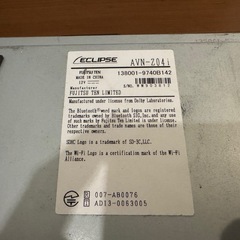 ECLIPSE AVN-Z04i
FUJITSU TEN
MADE IN CHINA
12V
138001-9740B142
Manufacturer
FUJITSU TEN LIMITED
Manufactured under license from Dolby Laboratories.
The Bluetooth® word mark and logos are registered
trademarks owned by Bluetooth SIG, Inc. and any
use of such marks by Fujitsu Ten Limited is under
license. Other trademarks and trade names are those
of their respective owners.
SDHC Logo is a trademark of SD-3C, LLC.
The Wi-Fi Logo is a certification mark of the Wi-Fi
Alliance.
007-AB0076
AD13-0063005